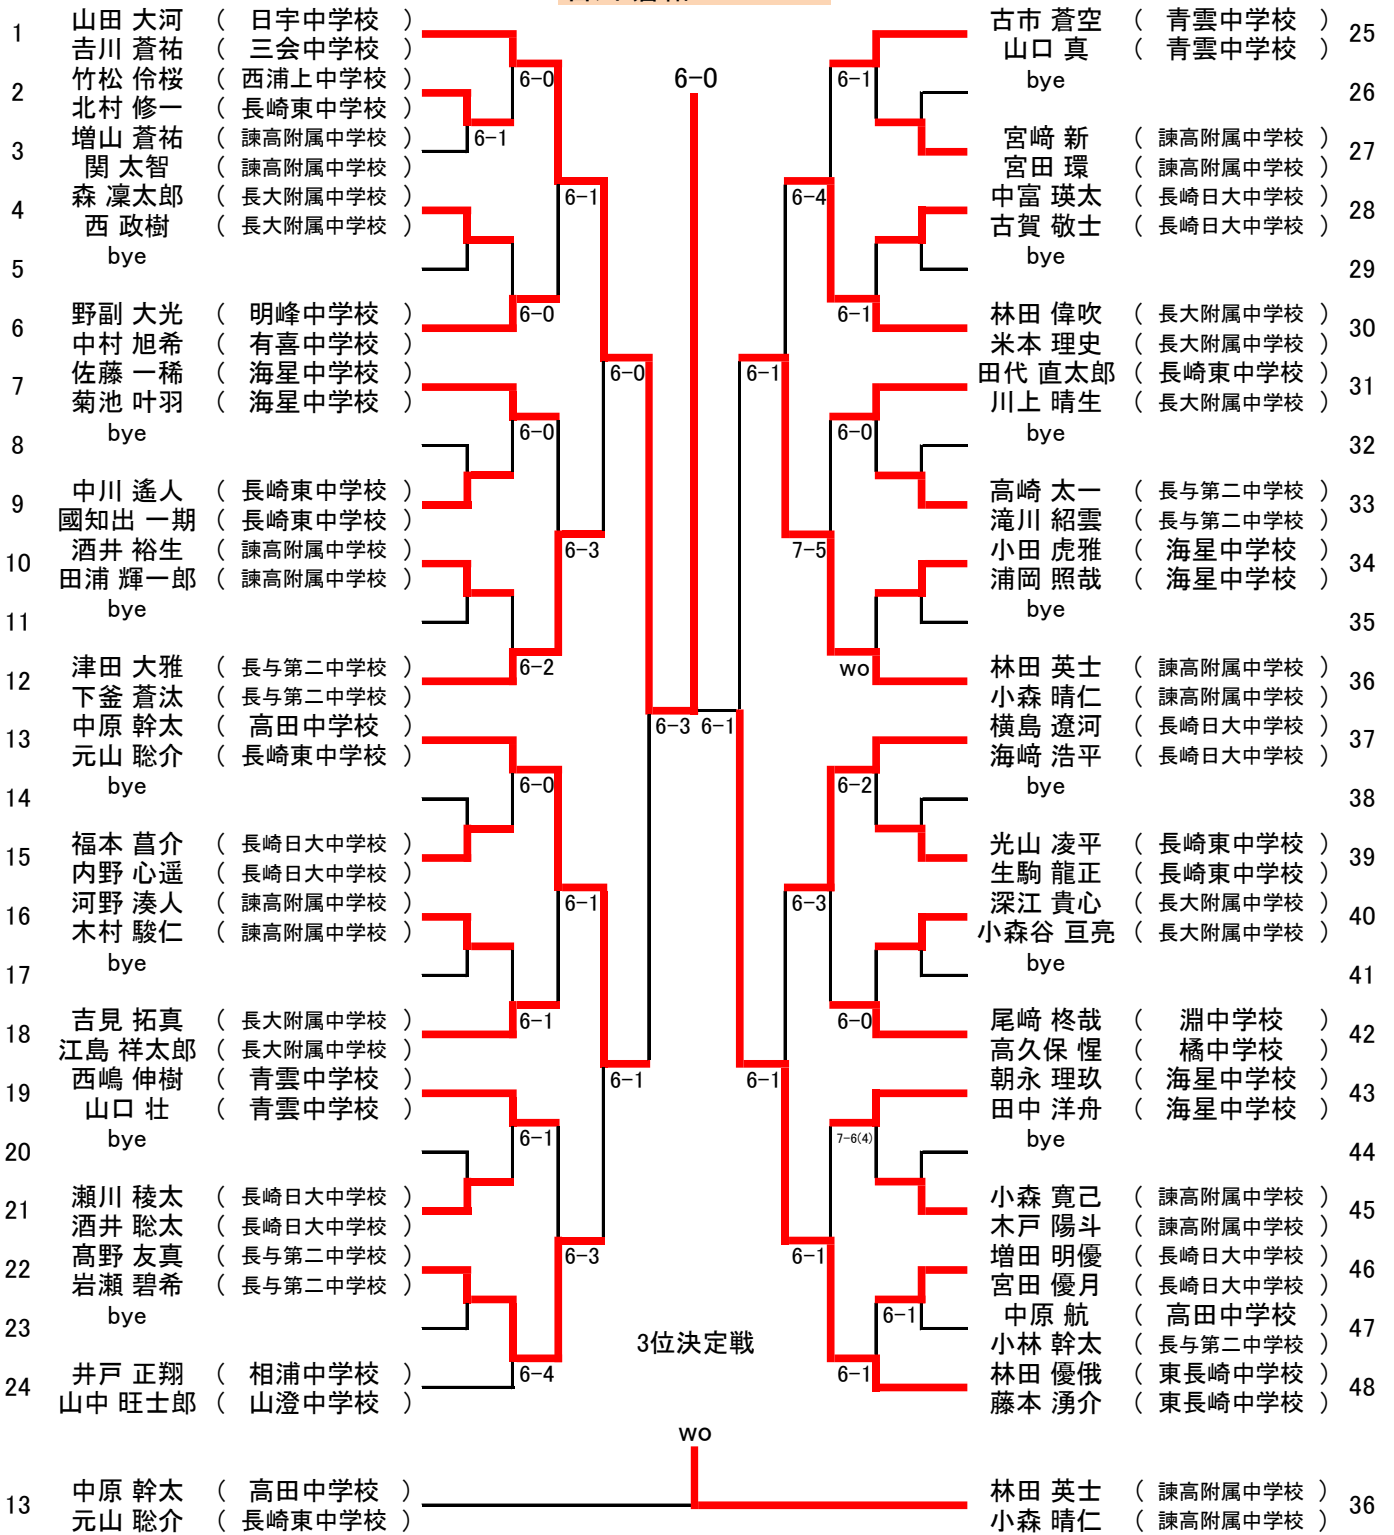 6-0
1 山田 大河 ( 日宇中学校 )
吉川 蒼祐 ( 三会中学校 )
2 竹松 伶桜 ( 西浦上中学校 )
北村 修一 ( 長崎東中学校 )
3 増山 蒼祐 ( 諫高附属中学校 )
関 太智 ( 諫高附属中学校 )
4 森 凜太郎 ( 長大附属中学校 )
西 政樹 ( 長大附属中学校 )
5 bye
6 野副 大光 ( 明峰中学校 )
中村 旭希 ( 有喜中学校 )
7 佐藤 一稀 ( 海星中学校 )
菊池 叶羽 ( 海星中学校 )
8 bye
9 中川 遙人 ( 長崎東中学校 )
國知出 一期 ( 長崎東中学校 )
10 酒井 裕生 ( 諫高附属中学校 )
田浦 輝一郎 ( 諫高附属中学校 )
11 bye
12 津田 大雅 ( 長与第二中学校 )
下釜 蒼汰 ( 長与第二中学校 )
13 中原 幹太 ( 高田中学校 )
元山 聡介 ( 長崎東中学校 )
14 bye
15 福本 菖介 ( 長崎日大中学校 )
内野 心遥 ( 長崎日大中学校 )
16 河野 湊人 ( 諫高附属中学校 )
木村 駿仁 ( 諫高附属中学校 )
17 bye
18 吉見 拓真 ( 長大附属中学校 )
江島 祥太郎 ( 長大附属中学校 )
19 西嶋 伸樹 ( 青雲中学校 )
山口 壮 ( 青雲中学校 )
20 bye
21 瀬川 稜太 ( 長崎日大中学校 )
酒井 聡太 ( 長崎日大中学校 )
22 髙野 友真 ( 長与第二中学校 )
岩瀬 碧希 ( 長与第二中学校 )
23 bye
24 井戸 正翔 ( 相浦中学校 )
山中 旺士郎 ( 山澄中学校 )
6-0
6-1
6-1
6-0
6-0
6-0
6-3
6-2
6-3
6-0
6-1
6-1
6-1
6-1
6-3
6-4
古市 蒼空 ( 青雲中学校 ) 25
山口 真 ( 青雲中学校 )
bye 26
宮﨑 新 ( 諫高附属中学校 ) 27
宮田 環 ( 諫高附属中学校 )
中富 瑛太 ( 長崎日大中学校 ) 28
古賀 敬士 ( 長崎日大中学校 )
bye 29
林田 偉吹 ( 長大附属中学校 ) 30
米本 理史 ( 長大附属中学校 )
田代 直太郎 ( 長崎東中学校 ) 31
川上 晴生 ( 長大附属中学校 )
bye 32
高崎 太一 ( 長与第二中学校 ) 33
滝川 紹雲 ( 長与第二中学校 )
小田 虎雅 ( 海星中学校 ) 34
浦岡 照哉 ( 海星中学校 )
bye 35
林田 英士 ( 諫高附属中学校 ) 36
小森 晴仁 ( 諫高附属中学校 )
横島 遼河 ( 長崎日大中学校 ) 37
海﨑 浩平 ( 長崎日大中学校 )
bye 38
光山 凌平 ( 長崎東中学校 ) 39
生駒 龍正 ( 長崎東中学校 )
深江 貴心 ( 長大附属中学校 ) 40
小森谷 亘亮 ( 長大附属中学校 )
bye 41
尾﨑 柊哉 ( 淵中学校 ) 42
高久保 惺 ( 橘中学校 )
朝永 理玖 ( 海星中学校 ) 43
田中 洋舟 ( 海星中学校 )
bye 44
小森 寛己 ( 諫高附属中学校 ) 45
木戸 陽斗 ( 諫高附属中学校 )
増田 明優 ( 長崎日大中学校 ) 46
宮田 優月 ( 長崎日大中学校 )
中原 航 ( 高田中学校 ) 47
小林 幹太 ( 長与第二中学校 )
林田 優俄 ( 東長崎中学校 ) 48
藤本 湧介 ( 東長崎中学校 )
6-1
6-4
6-1
6-1
6-0
7-5
wo
6-1
6-2
6-3
6-0
6-1
7-6(4)
6-1
6-1
6-1
3位決定戦
wo
13 中原 幹太 ( 高田中学校 )
元山 聡介 ( 長崎東中学校 )
林田 英士 ( 諫高附属中学校 ) 36
小森 晴仁 ( 諫高附属中学校 )